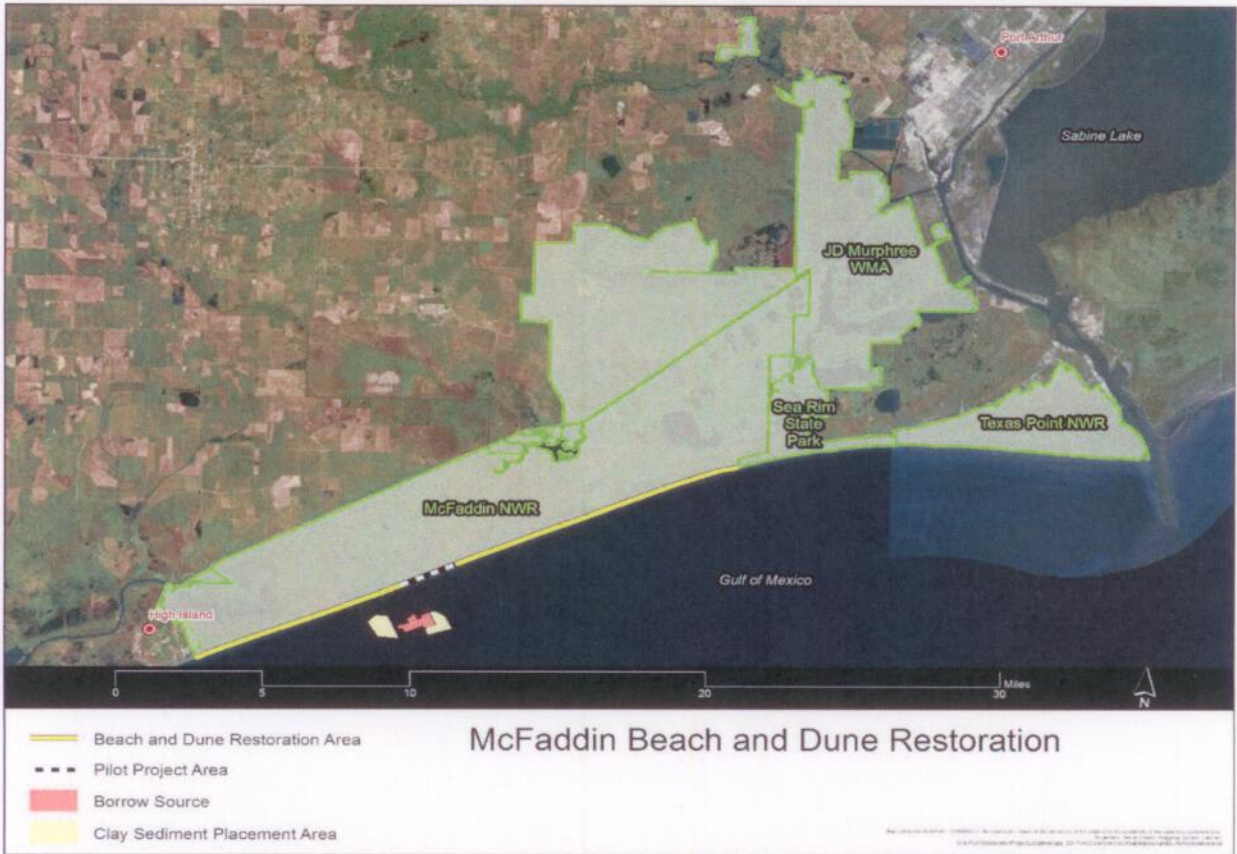 Port Arthur
Sabine Lake
JD Murphree
WMA
Sea Rim
State
Park
Texas Point NWR
McFaddin NWR
Gulf of Mexico
High Island
0 5 10 20 30 Miles
N
McFaddin Beach and Dune Restoration
Beach and Dune Restoration Area
Pilot Project Area
Borrow Source
Clay Sediment Placement Area